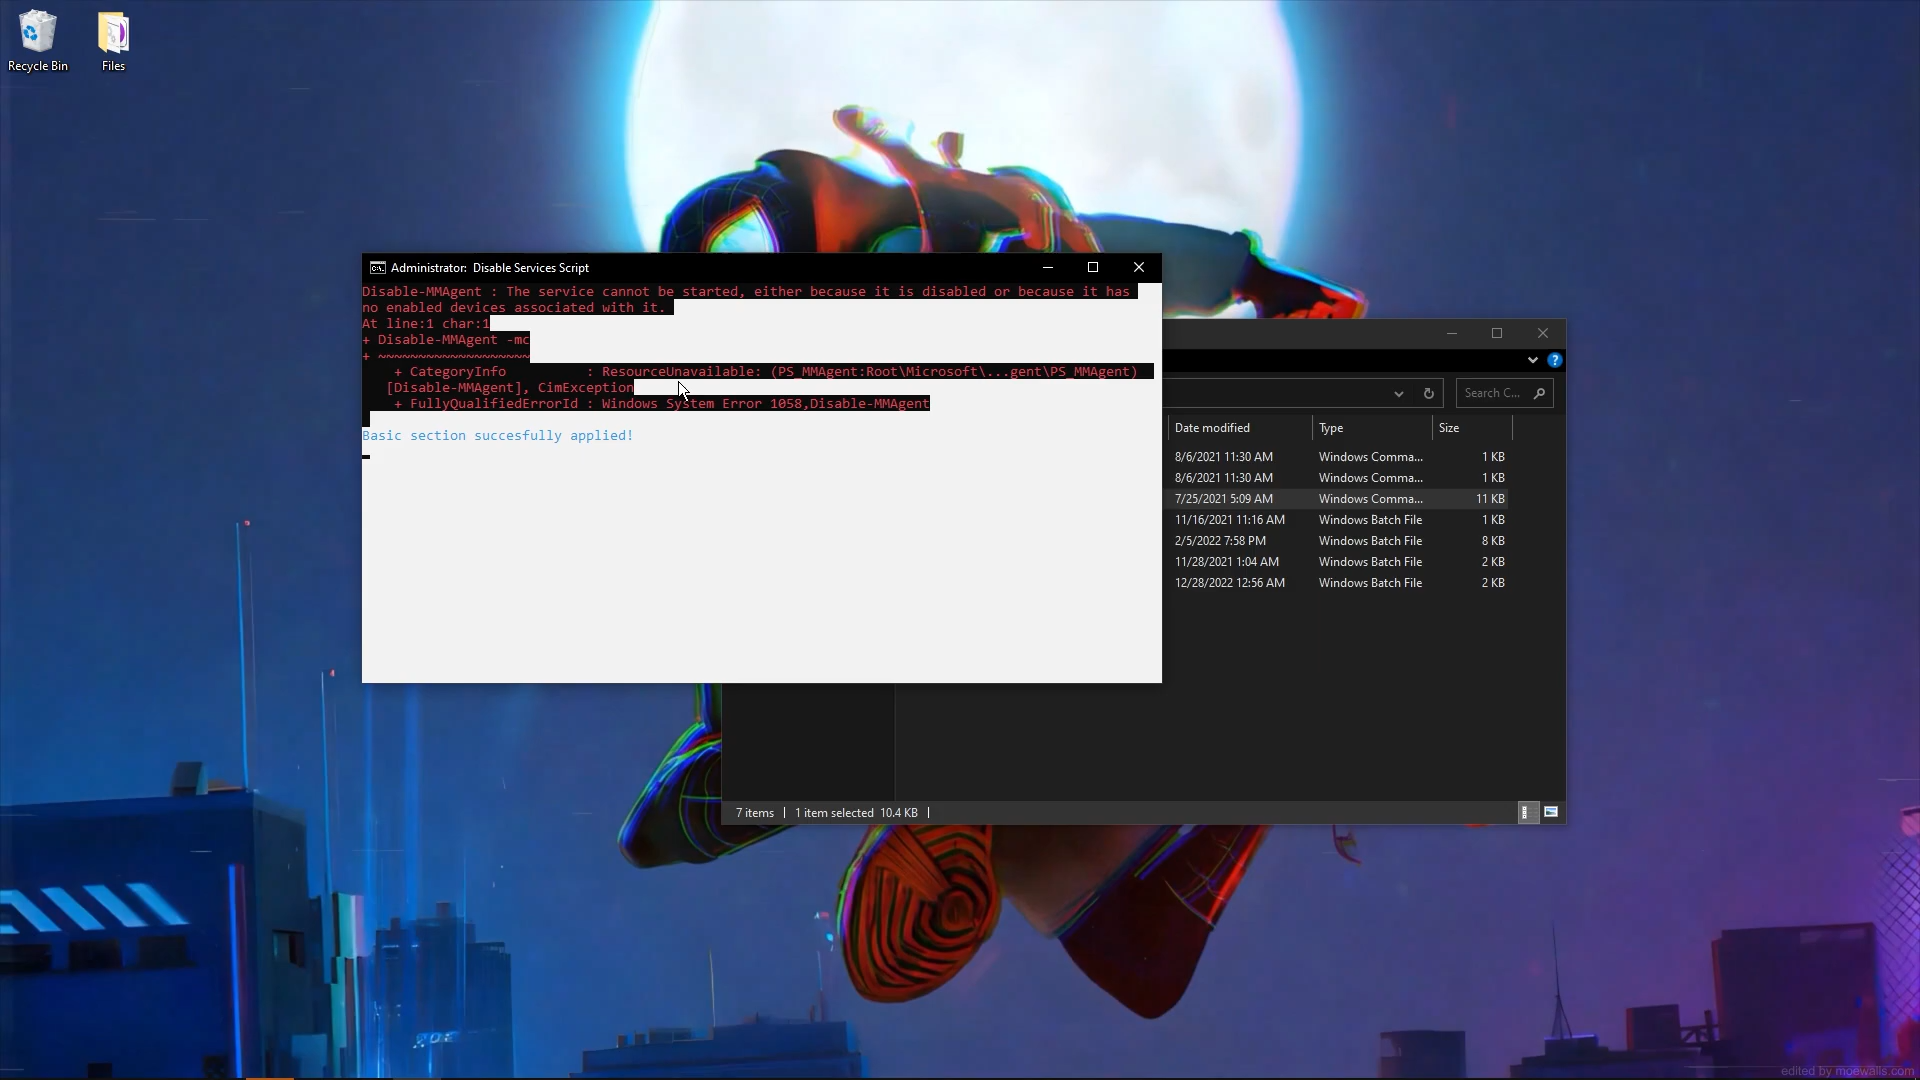 Recycle Bin
Files
Administrator: Disable Services Script
Disable-MMAgent : The service cannot be started, either because it is disabled or because it has
no enabled devices associated with it.
At line:1 char:1
+ Disable-MMAgent -mc
+ ~~~~~~~~~~~~~~~~~~~
+ CategoryInfo : ResourceUnavailable: (PS_MMAgent:Root\Microsoft\...gent\PS_MMAgent)
[Disable-MMAgent], CimException
+ FullyQualifiedErrorId : Windows System Error 1058,Disable-MMAgent
Basic section succesfully applied!
Search C...
Date modified Type Size
8/6/2021 11:30 AM Windows Comma... 1 KB
8/6/2021 11:30 AM Windows Comma... 1 KB
7/25/2021 5:09 AM Windows Comma... 11 KB
11/16/2021 11:16 AM Windows Batch File 1 KB
2/5/2022 7:58 PM Windows Batch File 8 KB
11/28/2021 1:04 AM Windows Batch File 2 KB
12/28/2022 12:56 AM Windows Batch File 2 KB
7 items 1 item selected 10.4 KB
edited by moewalls.com